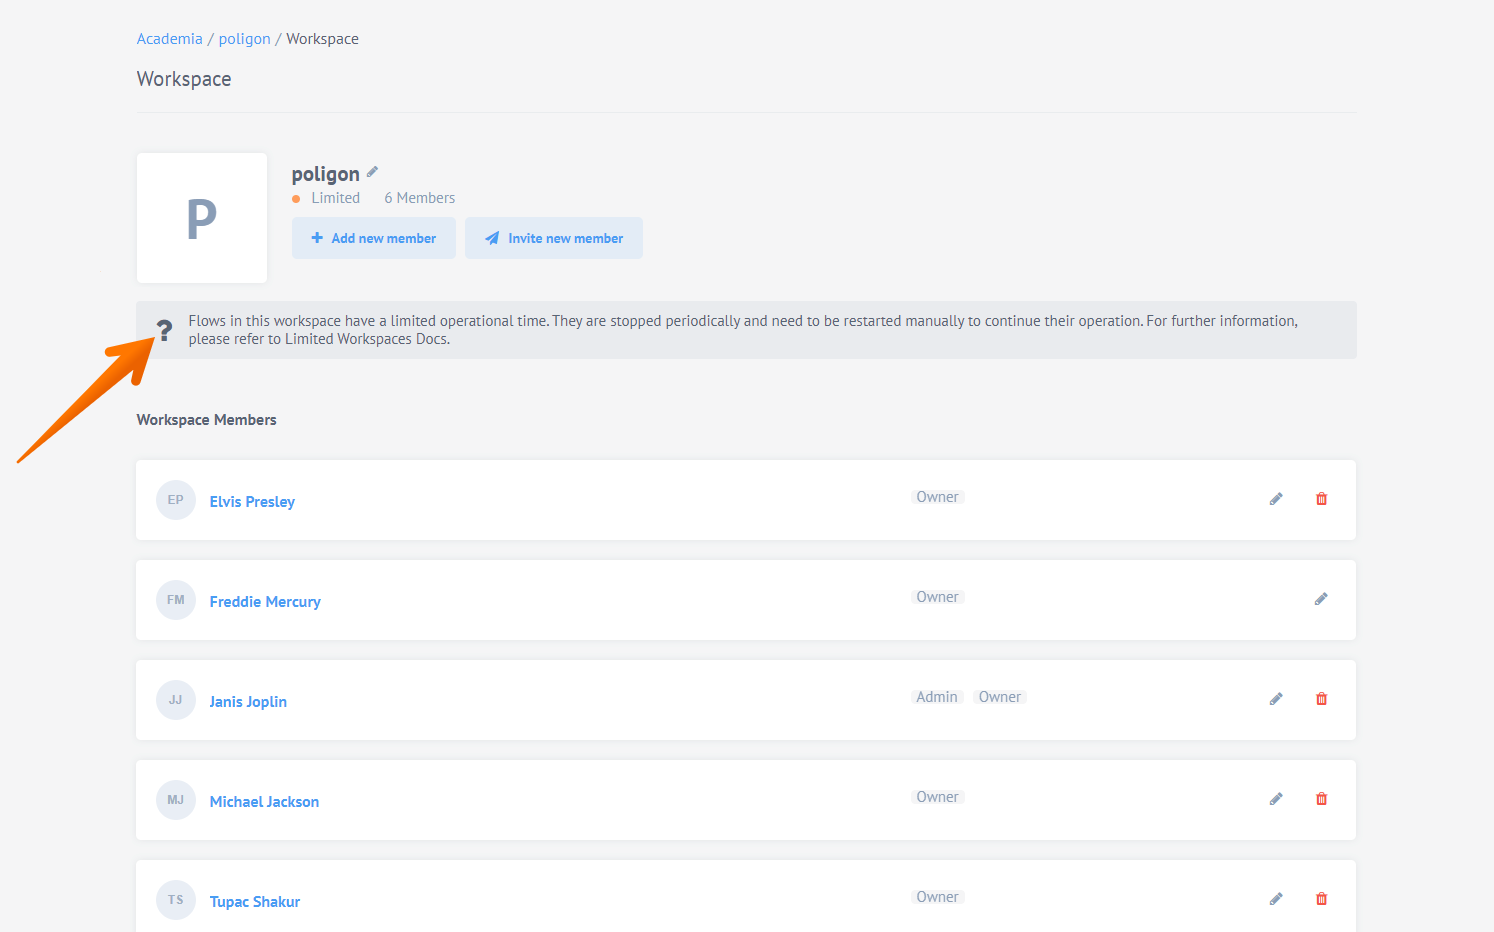 Academia / poligon / Workspace
Workspace
P
poligon
Limited 6 Members
Add new member Invite new member
? Flows in this workspace have a limited operational time. They are stopped periodically and need to be restarted manually to continue their operation. For further information,
please refer to Limited Workspaces Docs.
Workspace Members
EP Elvis Presley Owner
FM Freddie Mercury Owner
JJ Janis Joplin Admin Owner
MJ Michael Jackson Owner
TS Tupac Shakur Owner